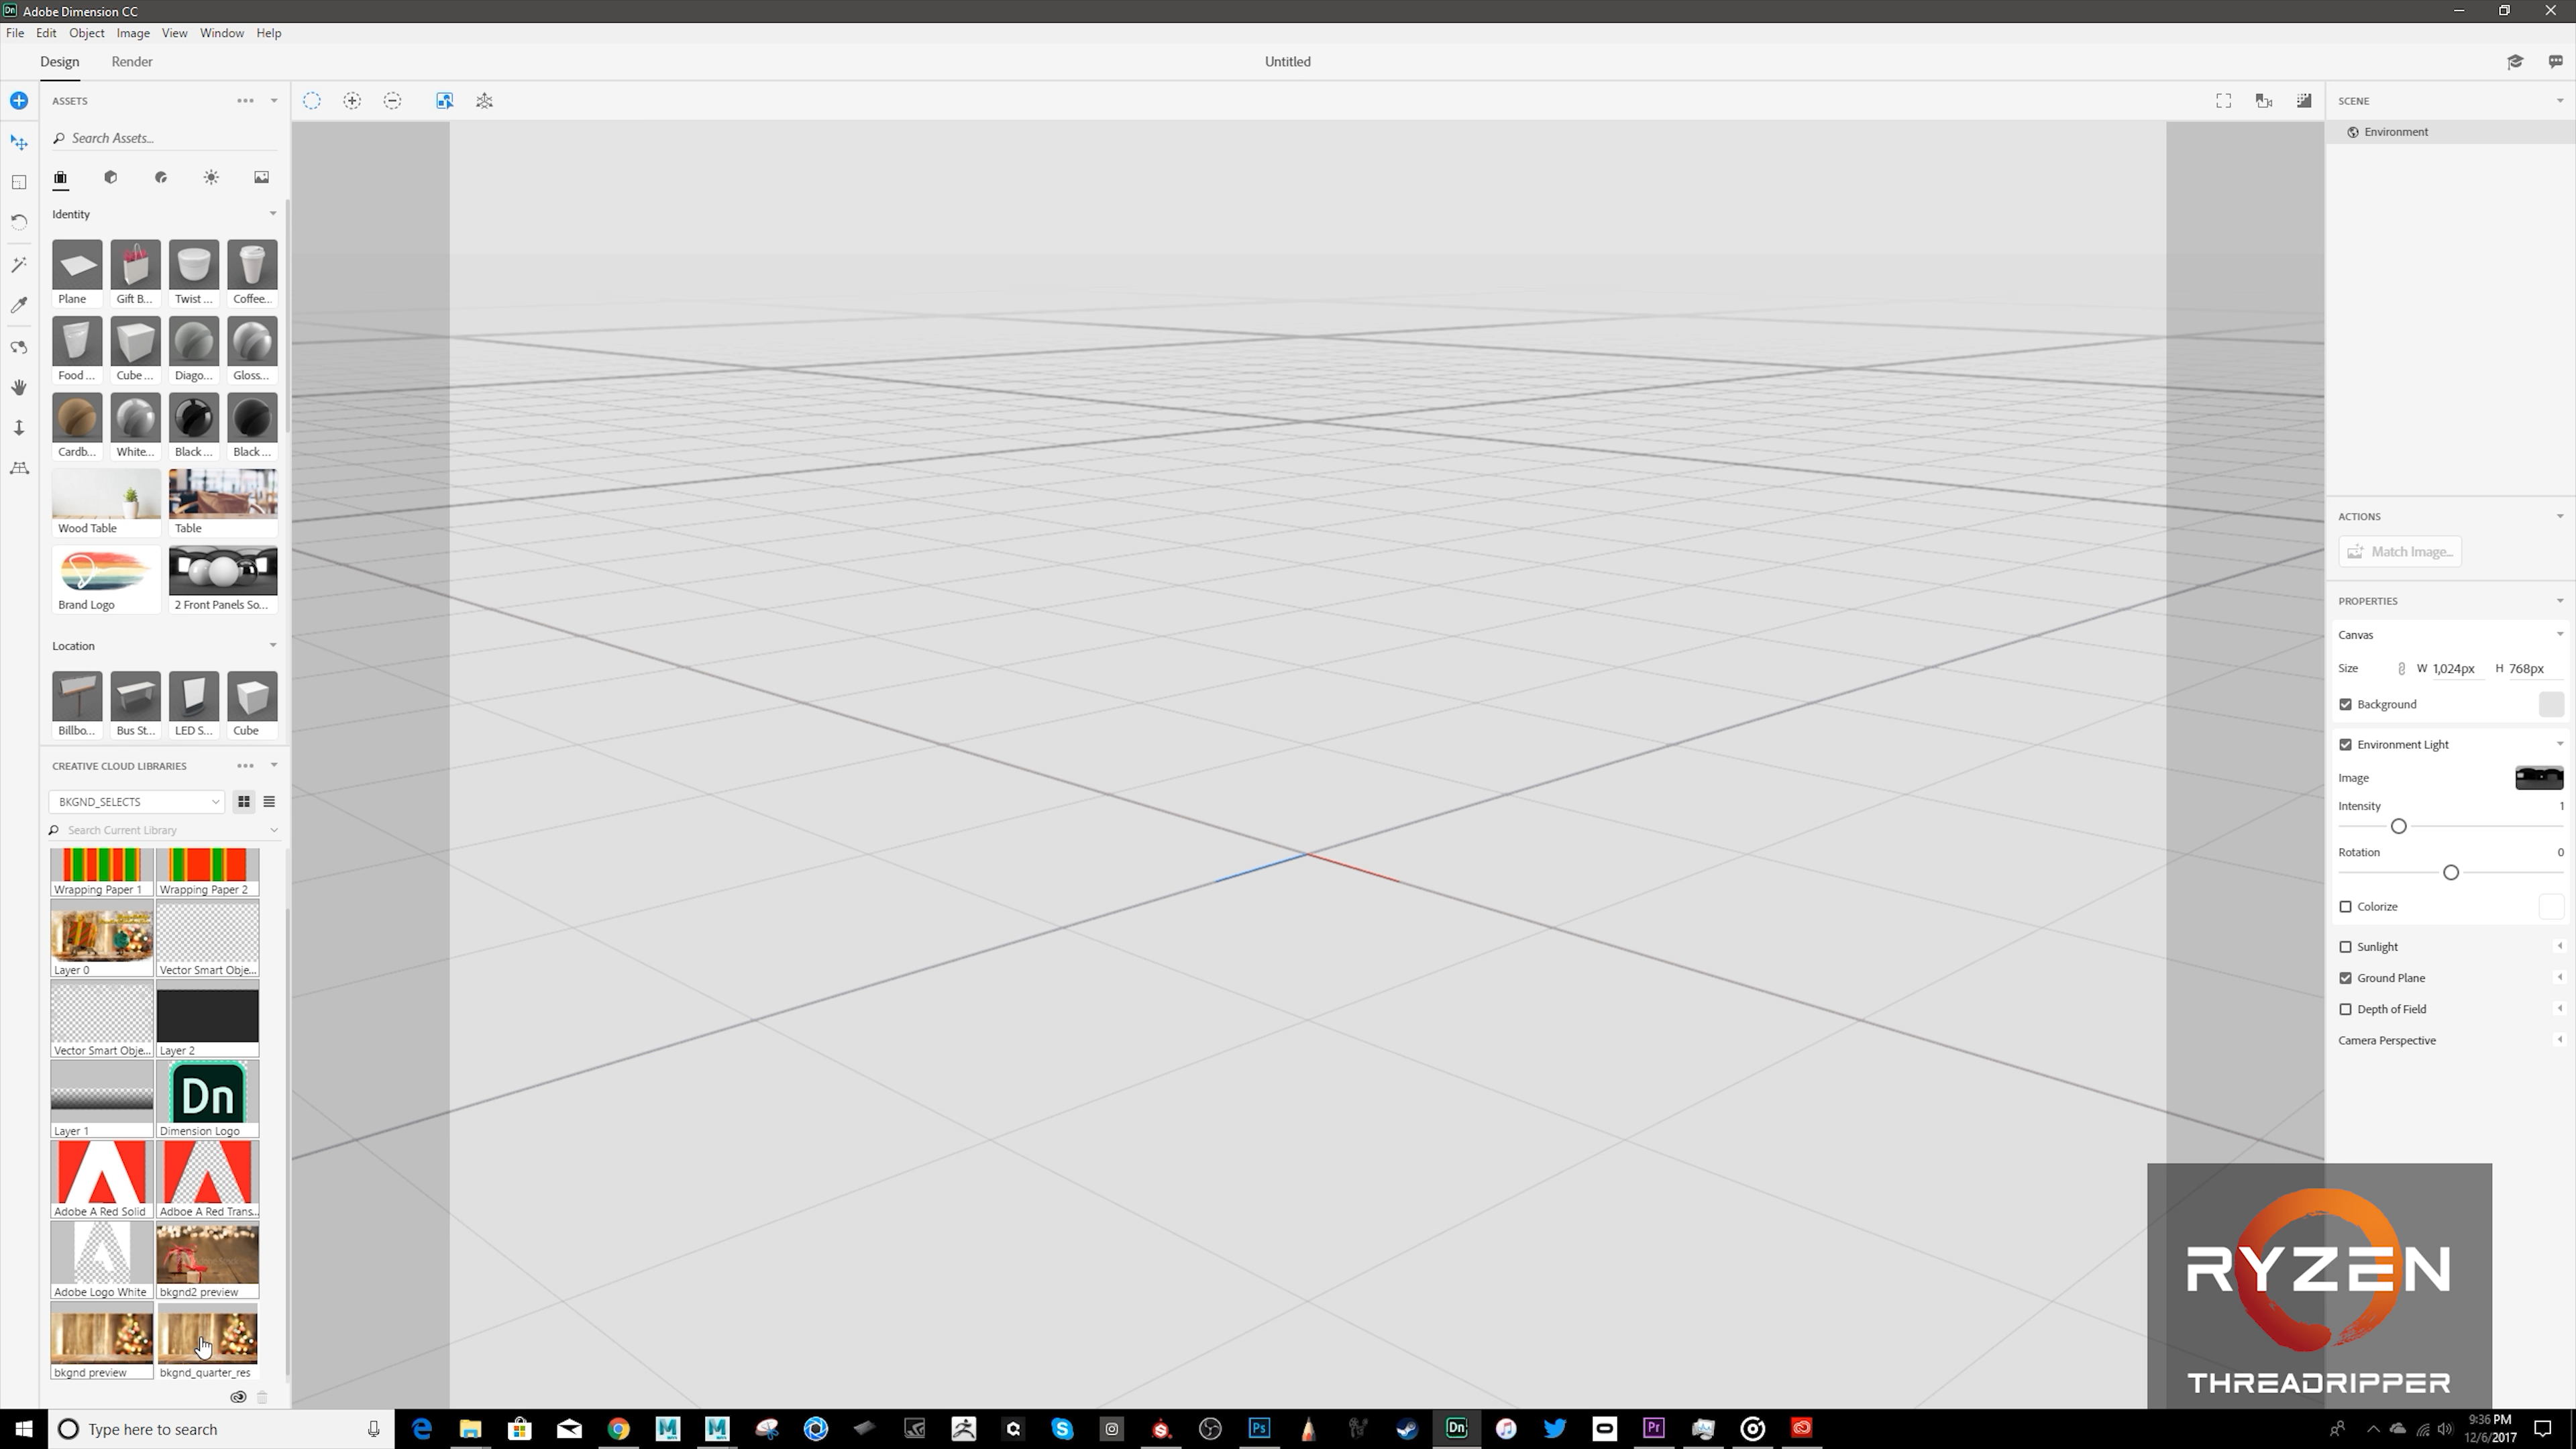 Adobe Dimension CC
File Edit Object Image View Window Help
Design Render Untitled
ASSETS
Search Assets...
Identity
Plane Gift B... Twist ... Coffee...
Food ... Cube ... Diago... Gloss...
Cardb... White... Black ... Black ...
Wood Table Table
Brand Logo 2 Front Panels So...
Location
Billbo... Bus St... LED S... Cube
CREATIVE CLOUD LIBRARIES
BKGND_SELECTS
Search Current Library
Wrapping Paper 1 Wrapping Paper 2
Layer 0 Vector Smart Obje...
Vector Smart Obje... Layer 2
Dn
Layer 1 Dimension Logo
Adobe A Red Solid Adboe A Red Trans...
Adobe Logo White bkgnd2 preview
bkgnd preview bkgnd_quarter_res
SCENE
Environment
ACTIONS
Match Image...
PROPERTIES
Canvas
Size W 1,024px H 768px
Background
Environment Light
Image
Intensity 1
Rotation 0
Colorize
Sunlight
Ground Plane
Depth of Field
Camera Perspective
RYZEN
THREADRIPPER
Type here to search
Ps
Dn
Pr
9:36 PM
12/6/2017